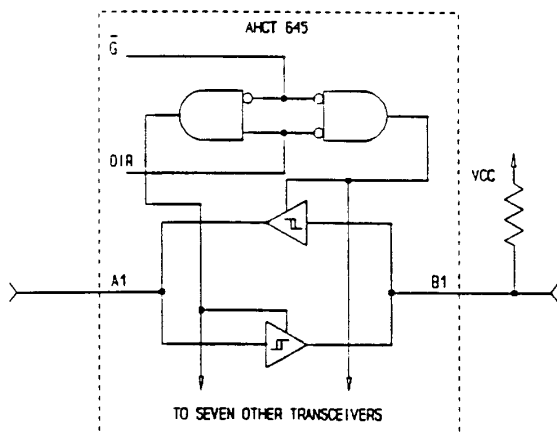 AHCT 645
G̅
DIR
VCC
A1
B1
TO SEVEN OTHER TRANSCEIVERS